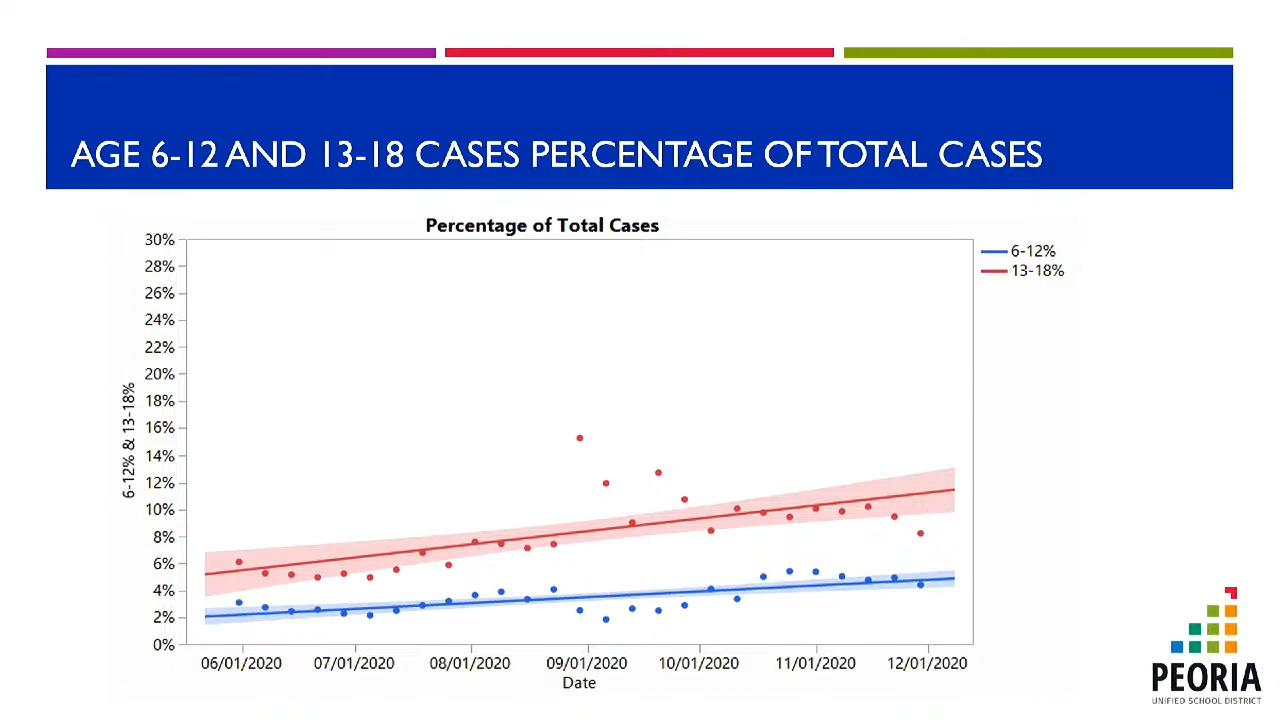 AGE 6-12 AND 13-18 CASES PERCENTAGE OF TOTAL CASES
Percentage of Total Cases
30%
28%
26%
24%
22%
20%
18%
16%
14%
12%
10%
8%
6%
4%
2%
0%
6-12% & 13-18%
06/01/2020 07/01/2020 08/01/2020 09/01/2020 10/01/2020 11/01/2020 12/01/2020
Date
6-12%
13-18%
PEORIA
UNIFIED SCHOOL DISTRICT